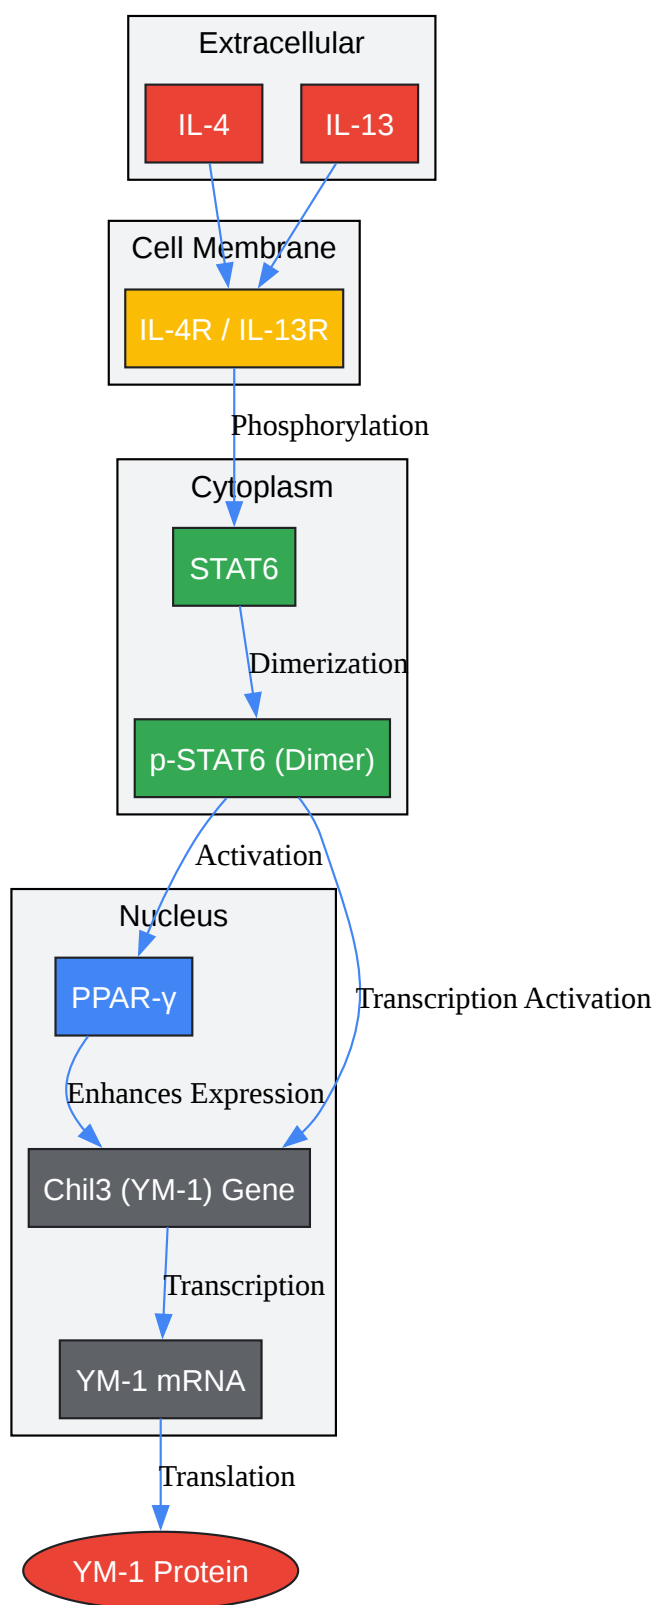 Extracellular
IL-4
IL-13
Cell Membrane
IL-4R / IL-13R
Phosphorylation
Cytoplasm
STAT6
Dimerization
p-STAT6 (Dimer)
Activation
Nucleus
PPAR-γ
Transcription Activation
Enhances Expression
Chil3 (YM-1) Gene
Transcription
YM-1 mRNA
Translation
YM-1 Protein